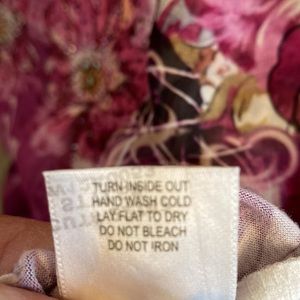 TURN INSIDE OUT
HAND WASH COLD
LAY FLAT TO DRY
DO NOT BLEACH
DO NOT IRON